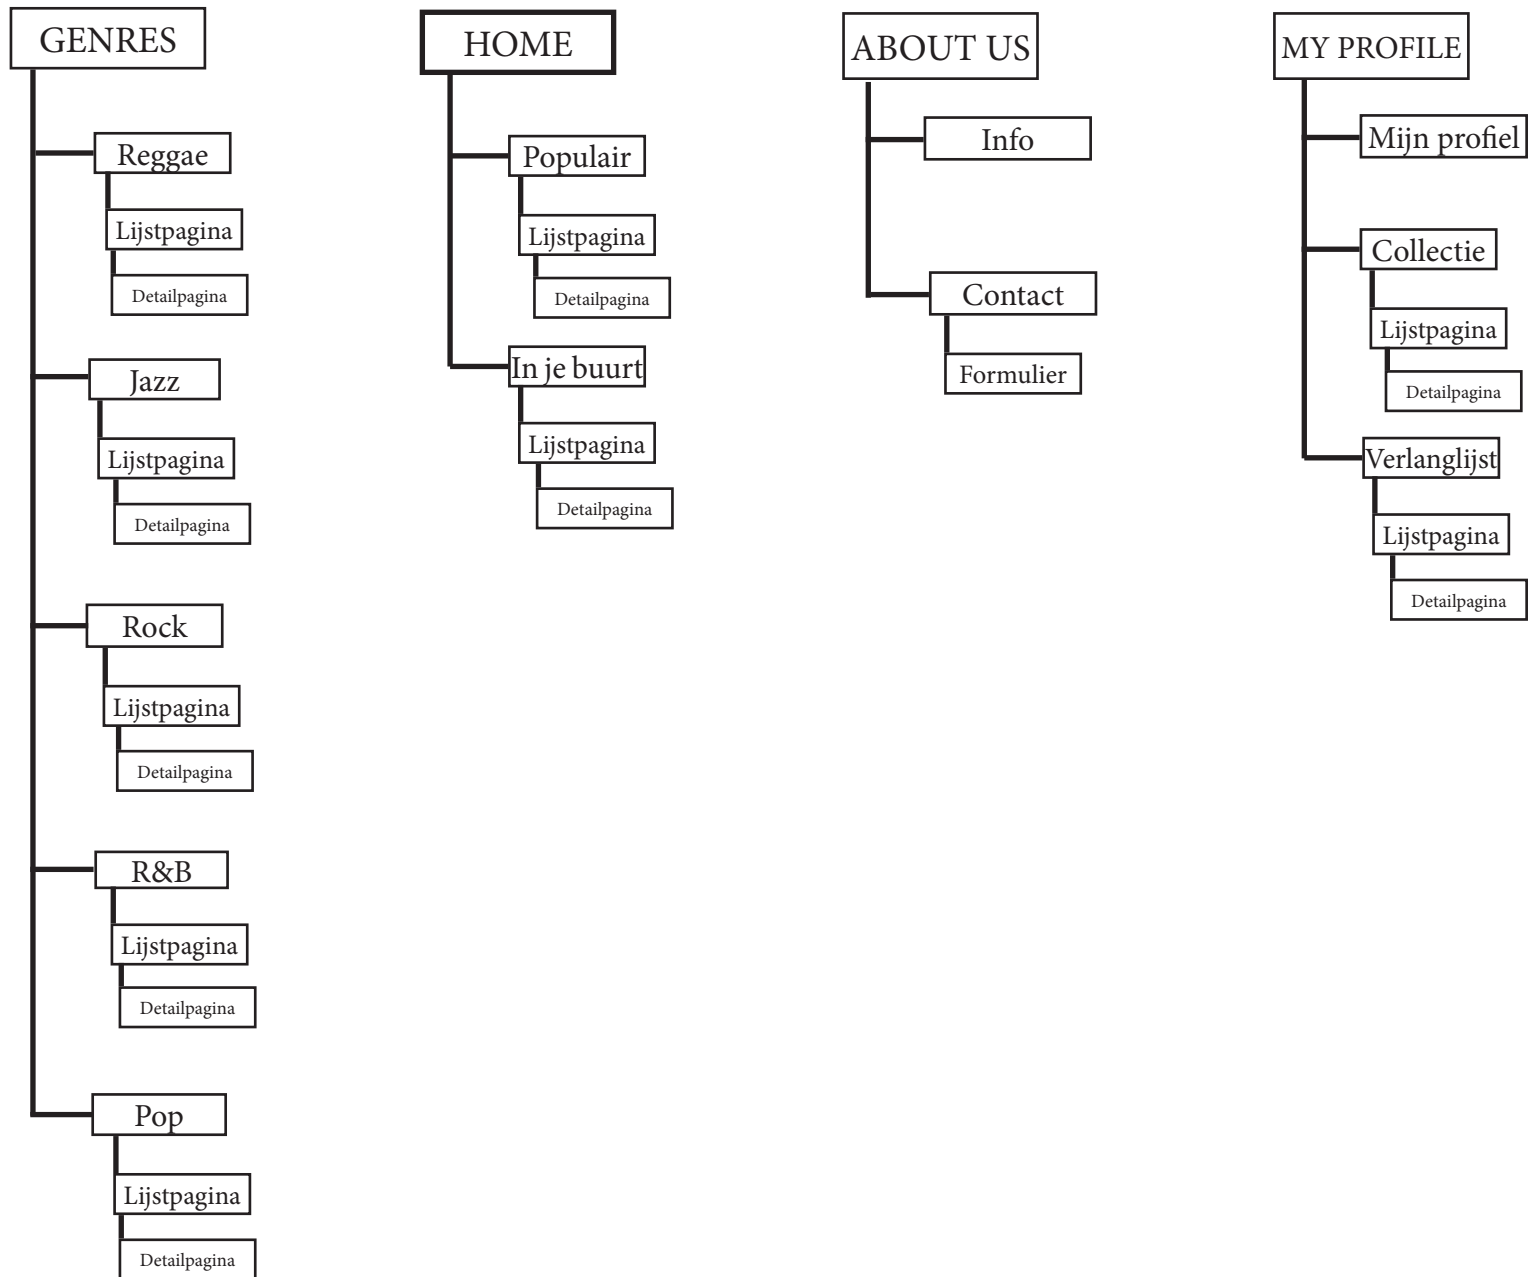 GENRES
Reggae
Lijstpagina
Detailpagina
Jazz
Lijstpagina
Detailpagina
Rock
Lijstpagina
Detailpagina
R&B
Lijstpagina
Detailpagina
Pop
Lijstpagina
Detailpagina
HOME
Populair
Lijstpagina
Detailpagina
In je buurt
Lijstpagina
Detailpagina
ABOUT US
Info
Contact
Formulier
MY PROFILE
Mijn profiel
Collectie
Lijstpagina
Detailpagina
Verlanglijst
Lijstpagina
Detailpagina